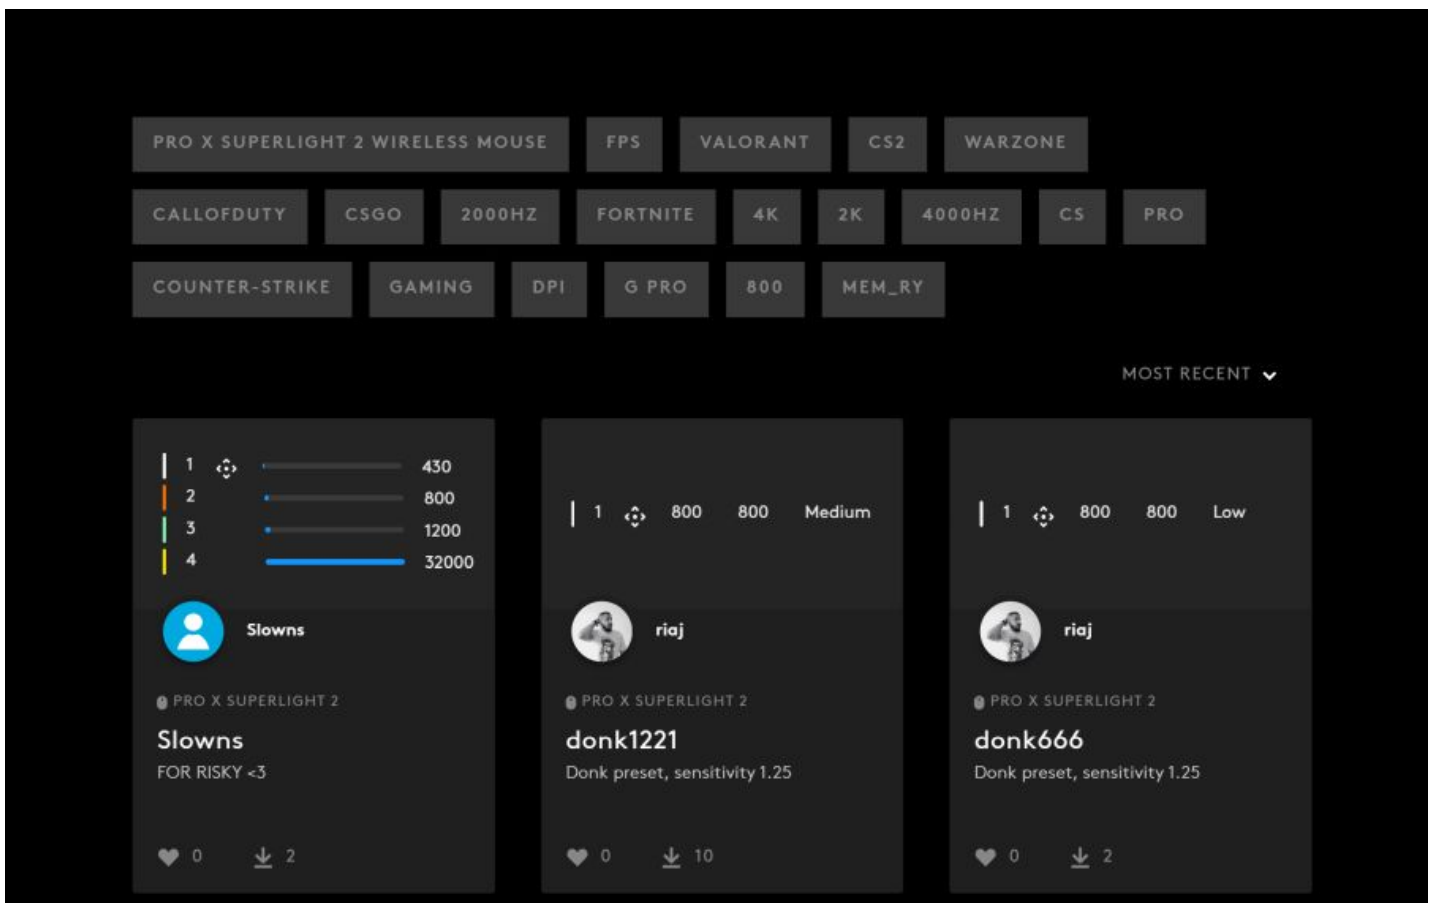 PRO X SUPERLIGHT 2 WIRELESS MOUSE FPS VALORANT CS2 WARZONE
CALLOFDUTY CSGO 2000HZ FORTNITE 4K 2K 4000HZ CS PRO
COUNTER-STRIKE GAMING DPI G PRO 800 MEM_RY
MOST RECENT
1 430
2 800
3 1200
4 32000
Slowns
PRO X SUPERLIGHT 2
Slowns
FOR RISKY <3
0 2
1 800 800 Medium
riaj
PRO X SUPERLIGHT 2
donk1221
Donk preset, sensitivity 1.25
0 10
1 800 800 Low
riaj
PRO X SUPERLIGHT 2
donk666
Donk preset, sensitivity 1.25
0 2